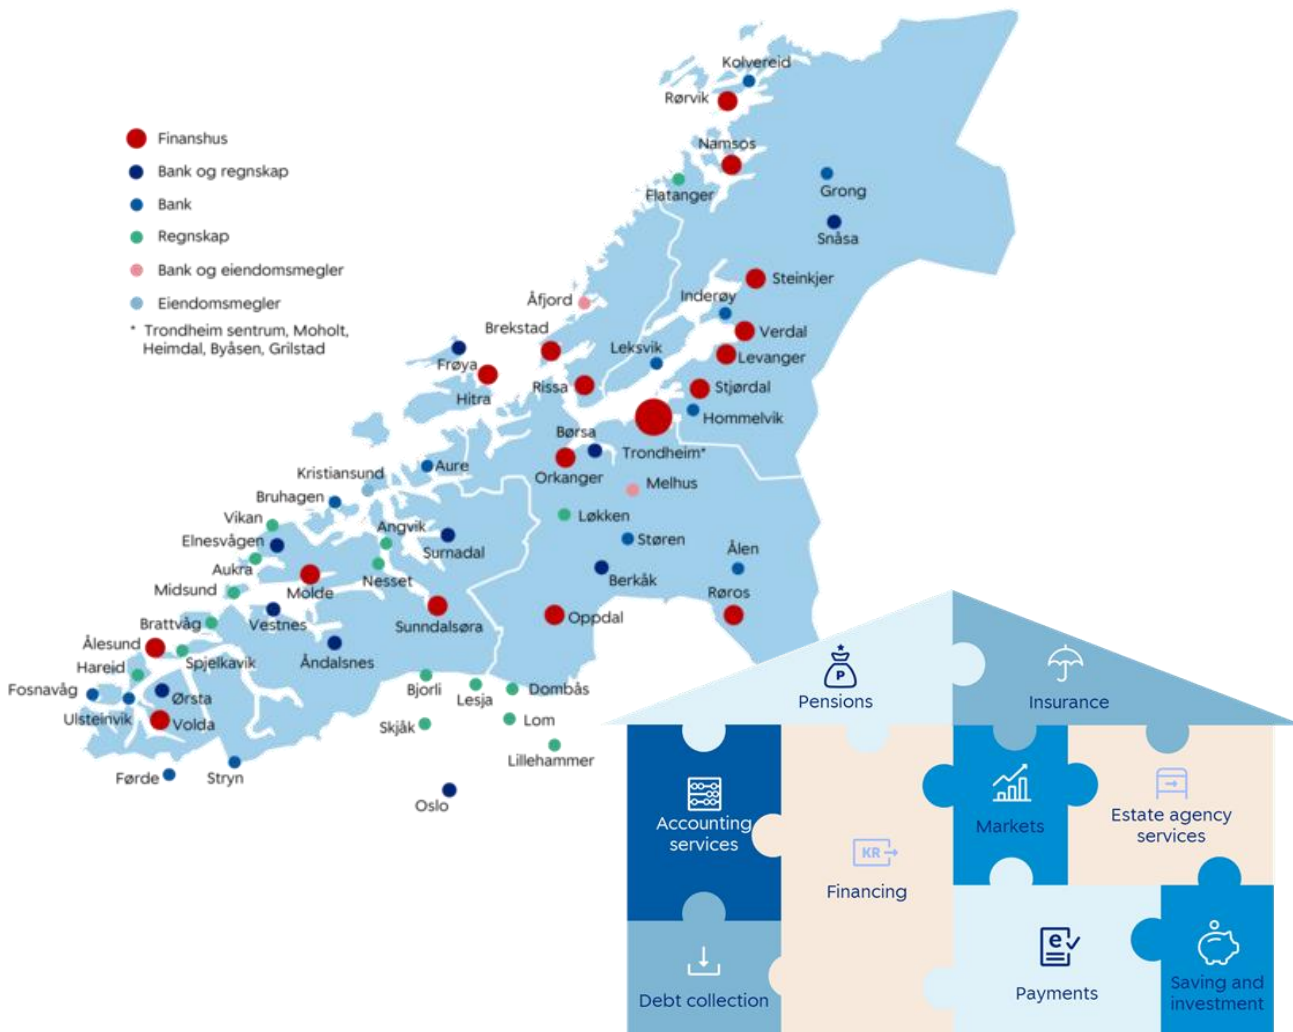 Kolvereid
Rørvik
Finanshus
Namsos
Bank og regnskap
Flatanger
Grong
Bank
Snåsa
Regnskap
Bank og eiendomsmegler
Steinkjer
Inderøy
Åfjord
Eiendomsmegler
* Trondheim sentrum, Moholt,
Heimdal, Byåsen, Grilstad
Brekstad
Verdal
Leksvik
Levanger
Frøya
Rissa
Stjørdal
Hitra
Hommelvik
Børsa
Trondheim*
Kristiansund
Aure
Orkanger
Melhus
Bruhagen
Vikan
Angvik
Løkken
Elnesvågen
Surnadal
Støren
Ålen
Aukra
Nesset
Berkåk
Midsund
Molde
Røros
Brattvåg
Vestnes
Sunndalsøra
Oppdal
Ålesund
Hareid
Spjelkavik
Åndalsnes
Fosnavåg
Ørsta
Bjorli
Lesja
Dombås
Ulsteinvik
Volda
Skjåk
Lom
Lillehammer
Førde
Stryn
Oslo
P
Pensions
Insurance
Accounting
services
Markets
Estate agency
services
KR
Financing
e
Debt collection
Payments
Saving and
investment